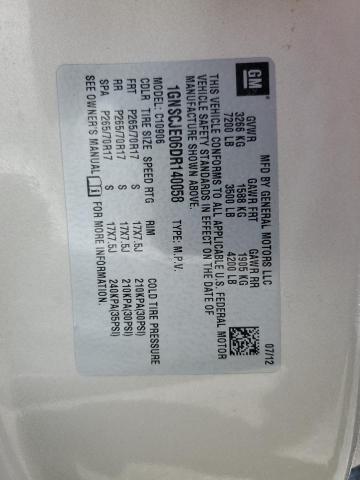 GM
MFD BY GENERAL MOTORS LLC 07/12
GVWR GAWR FRT GAWR RR
3266 KG 1588 KG 1905 KG
7200 LB 3500 LB 4200 LB
THIS VEHICLE CONFORMS TO ALL APPLICABLE U.S. FEDERAL MOTOR
VEHICLE SAFETY STANDARDS IN EFFECT ON THE DATE OF
MANUFACTURE SHOWN ABOVE.
1GNSCJE06DR140058 TYPE: M.P.V.
MODEL: C10906
CDLR TIRE SIZE SPEED RTG RIM COLD TIRE PRESSURE
FRT P265/70R17 S 17X7.5J 210KPA(30PSI)
RR P265/70R17 S 17X7.5J 210KPA(30PSI)
SPA P265/70R17 S 17X7.5J 240KPA(35PSI)
SEE OWNER'S MANUAL FOR MORE INFORMATION.